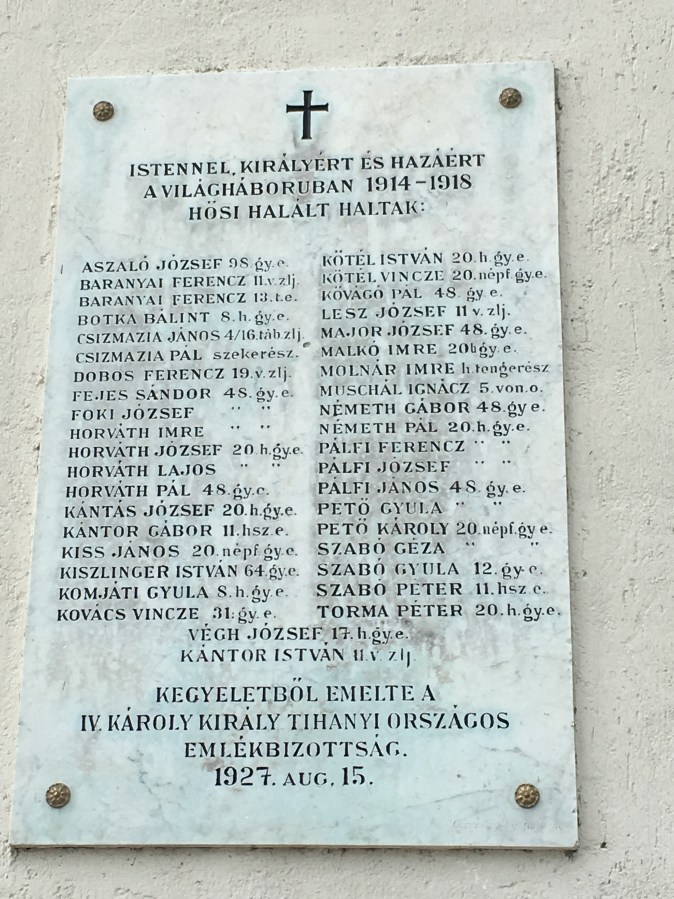 ISTENNEL, KIRÁLYÉRT ÉS HAZÁÉRT
A VILÁGHÁBORUBAN 1914-1918
HŐSI HALÁLT HALTAK:
ASZALÓ JÓZSEF 98. gy. e.
BARANYAI FERENCZ 11. v. zlj.
BARANYAI FERENCZ 13. t. e.
BOTKA BÁLINT 8. h. gy. e.
CSIZMAZIA JÁNOS 4/16. táb. zlj.
CSIZMAZIA PÁL szekerész.
DOBOS FERENCZ 19. v. zlj.
FEJES SÁNDOR 48. gy. e.
FOKI JÓZSEF " "
HORVÁTH IMRE " "
HORVÁTH JÓZSEF 20. h. gy. e.
HORVÁTH LAJOS " "
HORVÁTH PÁL 48. gy. e.
KÁNTÁS JÓZSEF 20. h. gy. e.
KÁNTOR GÁBOR 11. hsz. e.
KISS JÁNOS 20. népf. gy. e.
KISZLINGER ISTVÁN 64. gy. e.
KOMJÁTI GYULA 8. h. gy. e.
KOVÁCS VINCZE 31. gy. e.
KÖTÉL ISTVÁN 20. h. gy. e.
KÖTÉL VINCZE 20. népf. gy. e.
KŐVÁGÓ PÁL 48. gy. e.
LESZ JÓZSEF 11 v. zlj.
MAJOR JÓZSEF 48. gy. e.
MALKÓ IMRE gy. e.
MOLNÁR IMRE h. tengerész
MUSCHÁL IGNÁCZ 5. von. o.
NÉMETH GÁBOR 48. gy. e.
NÉMETH PÁL 20. h. gy. e.
PÁLFI FERENCZ " "
PÁLFI JÓZSEF " "
PÁLFI JÁNOS 48. gy. e.
PETŐ GYULA " "
PETŐ KÁROLY 20. népf. gy. e.
SZABÓ GÉZA " "
SZABÓ GYULA 12. gy. e.
SZABÓ PÉTER 11. hsz. e.
TORMA PÉTER 20. h. gy. e.
VÉGH JÓZSEF 17. h. gy. e.
KÁNTOR ISTVÁN 11. v. zlj.
KEGYELETBŐL EMELTE A
IV. KÁROLY KIRÁLY TIHANYI ORSZÁGOS
EMLÉKBIZOTTSÁG.
1927. AUG. 15.